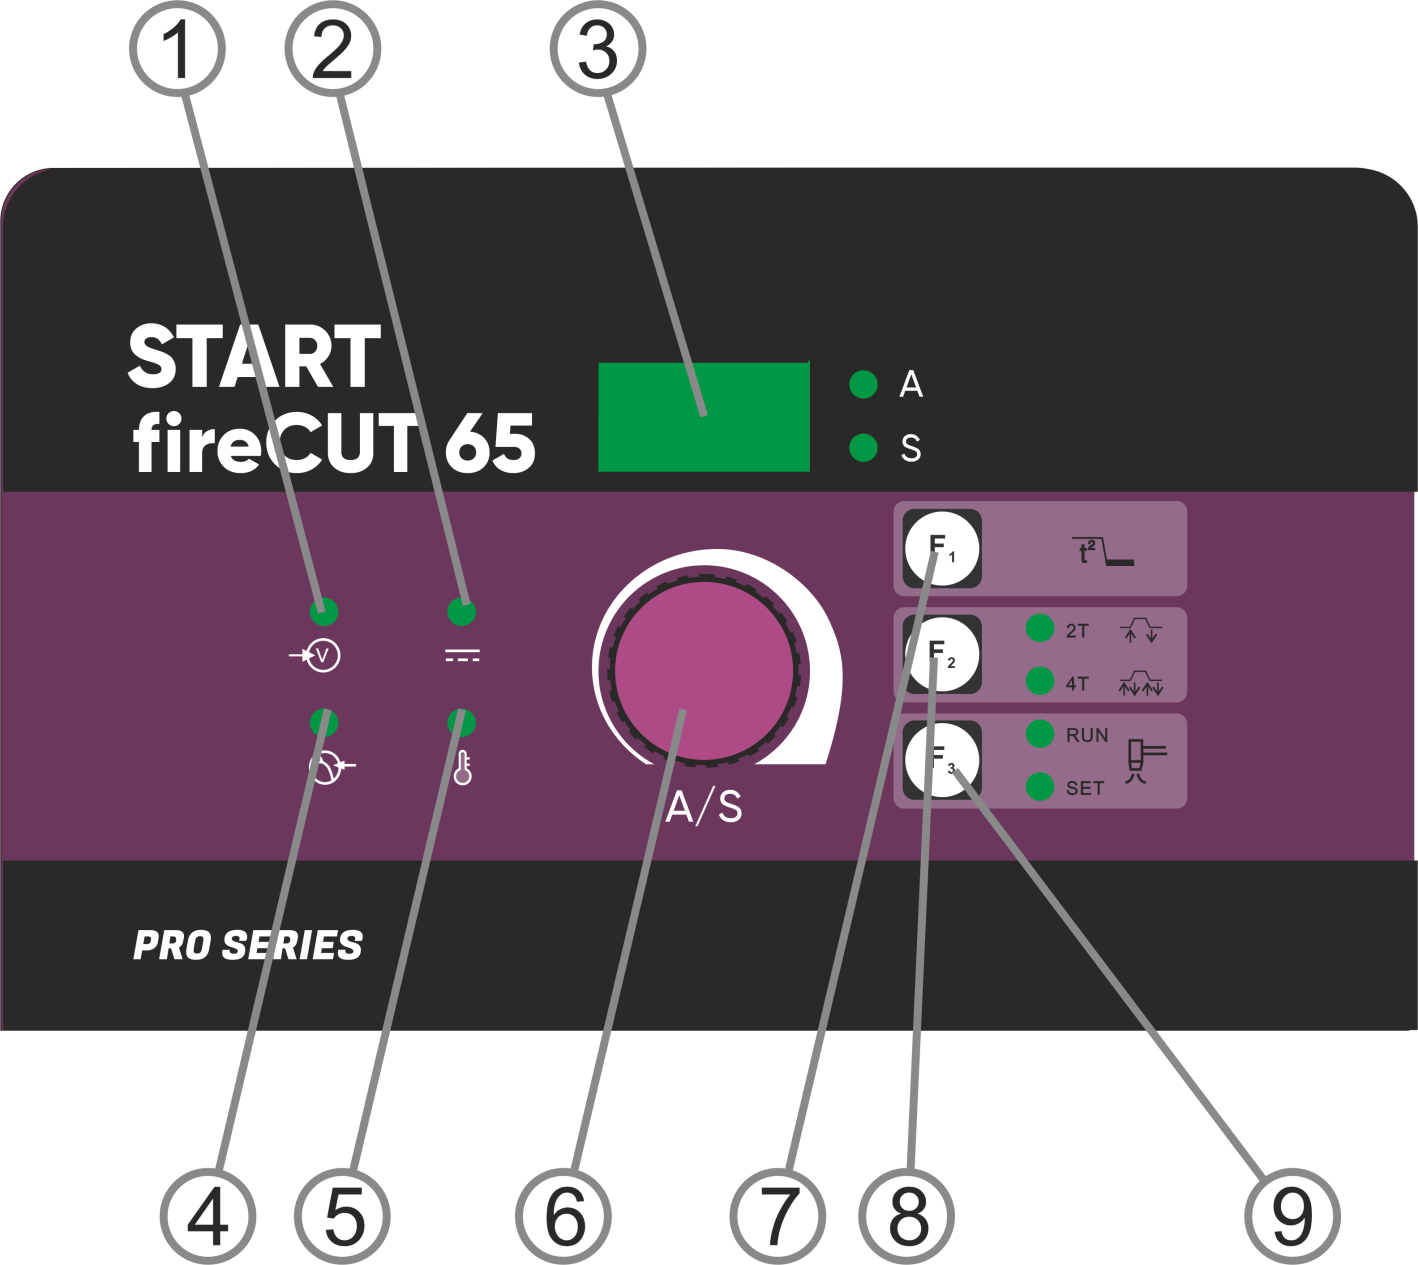 1 2 3
START
fireCUT 65
A
S
F1
t²
F2
2T
4T
V
F3
RUN
SET
A/S
PRO SERIES
4 5 6 7 8 9